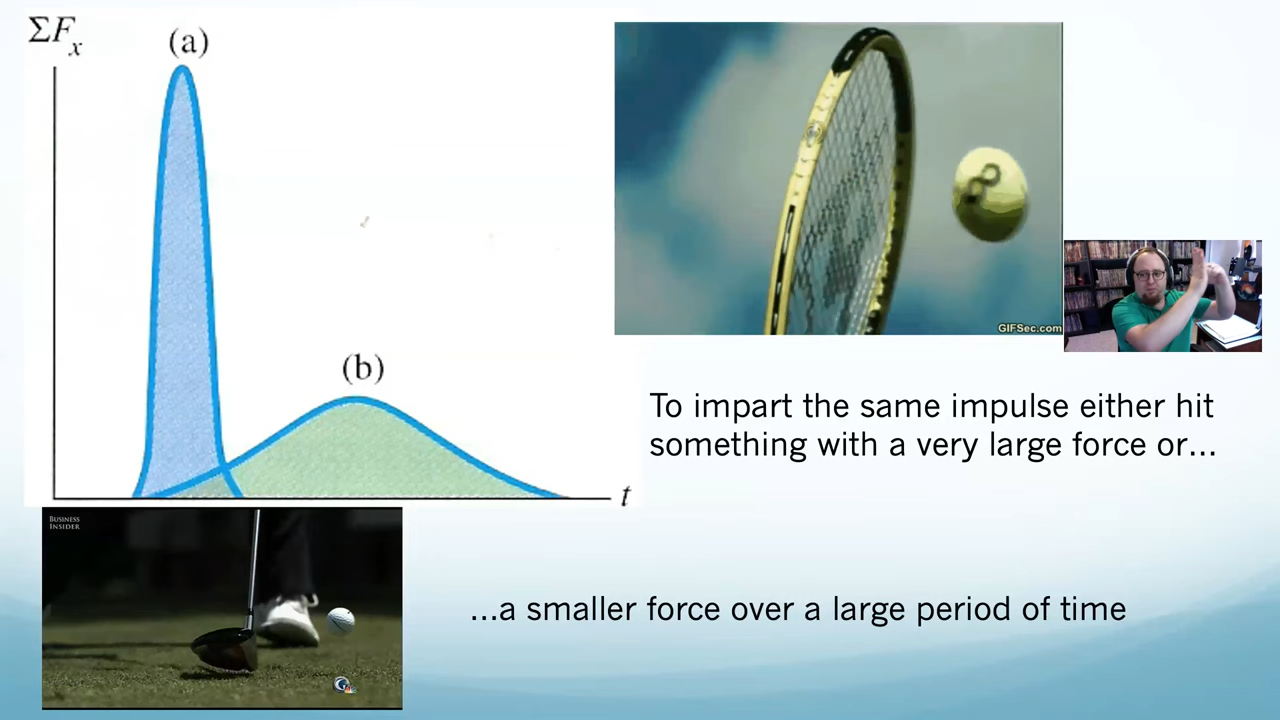 ΣFx
(a)
(b)
t
GIFSec.com
To impart the same impulse either hit
something with a very large force or...
BUSINESS
INSIDER
...a smaller force over a large period of time